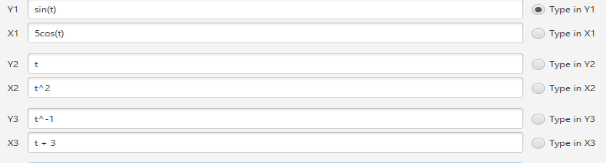 Y1 sin(t) Type in Y1
X1 5cos(t) Type in X1
Y2 t Type in Y2
X2 t^2 Type in X2
Y3 t^-1 Type in Y3
X3 t + 3 Type in X3